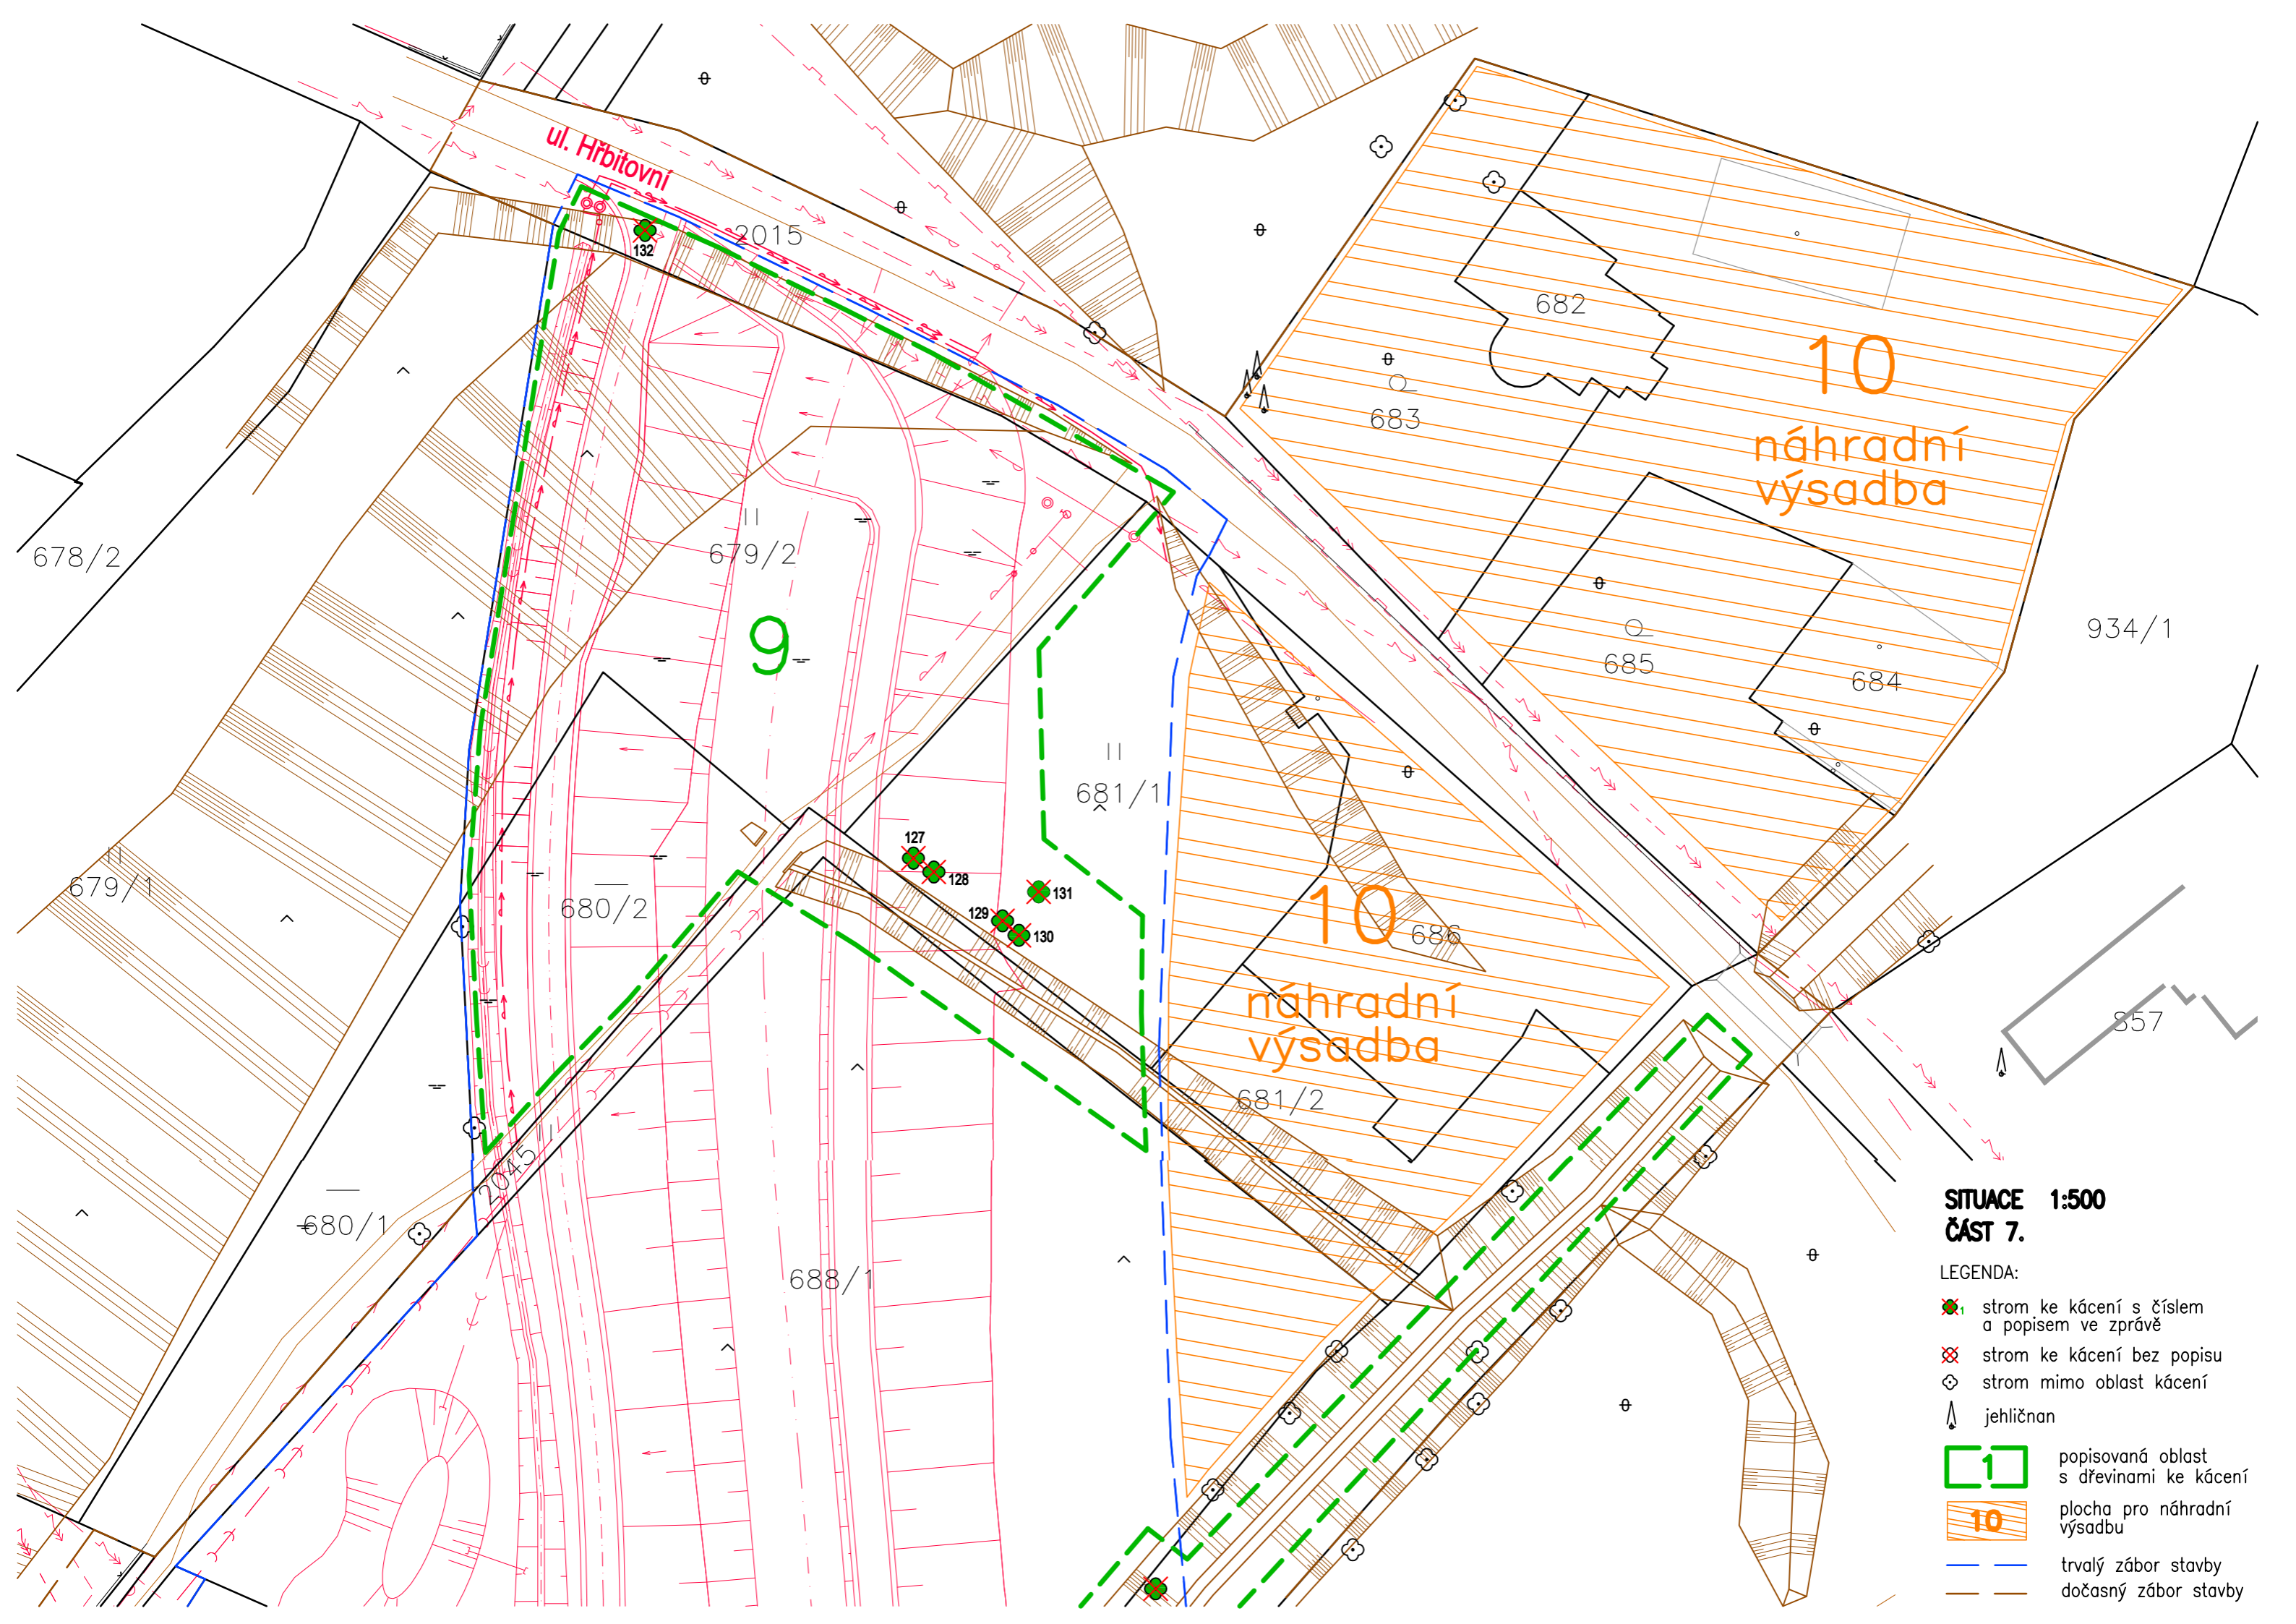 ul. Hřbitovní
132
2015
682
683
10
náhradní
výsadba
678/2
679/2
9
685
684
934/1
681/1
127
128
131
129
130
679/1
680/2
10
686
náhradní
výsadba
857
681/2
2045
680/1
688/1
SITUACE 1:500
ČÁST 7.
LEGENDA:
1 strom ke kácení s číslem
a popisem ve zprávě
strom ke kácení bez popisu
strom mimo oblast kácení
jehličnan
1 popisovaná oblast
s dřevinami ke kácení
10 plocha pro náhradní
výsadbu
trvalý zábor stavby
dočasný zábor stavby